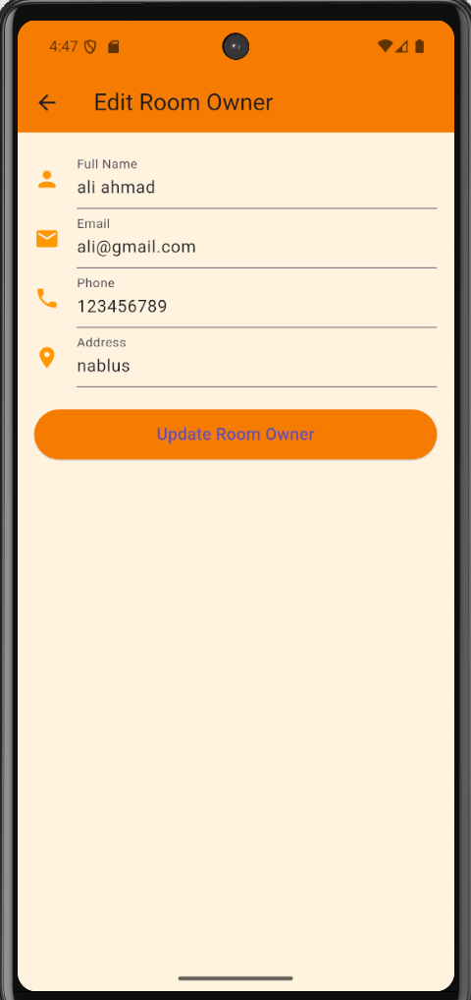 4:47
Edit Room Owner
Full Name
ali ahmad
Email
ali@gmail.com
Phone
123456789
Address
nablus
Update Room Owner